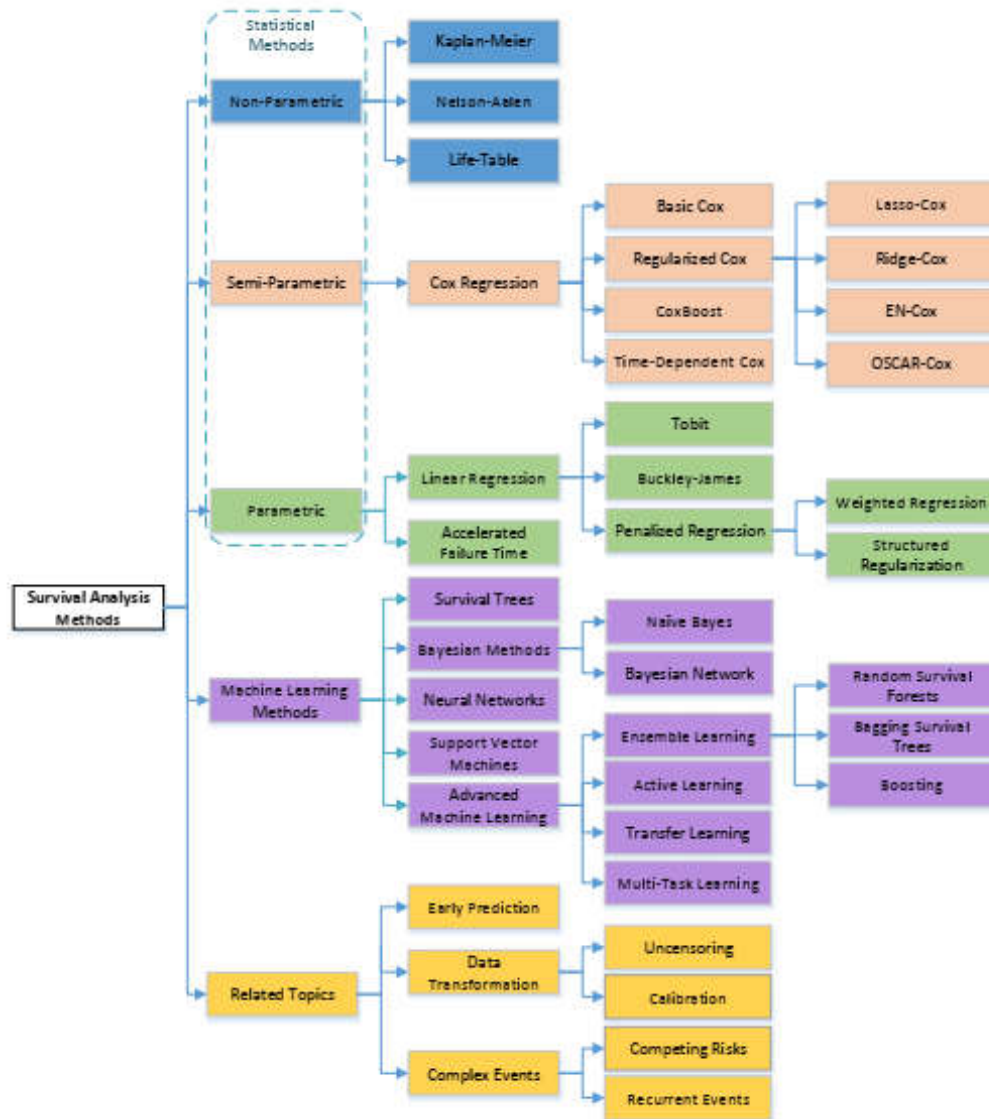 Statistical
Methods
Kaplan-Meier
Non-Parametric
Nelson-Aalen
Life-Table
Basic Cox
Lasso-Cox
Regularized Cox
Ridge-Cox
Semi-Parametric
Cox Regression
CoxBoost
EN-Cox
Time-Dependent Cox
OSCAR-Cox
Tobit
Linear Regression
Buckley-James
Weighted Regression
Parametric
Penalized Regression
Accelerated
Failure Time
Structured
Regularization
Survival Analysis
Methods
Survival Trees
Naïve Bayes
Bayesian Methods
Bayesian Network
Machine Learning
Methods
Neural Networks
Random Survival
Forests
Support Vector
Machines
Ensemble Learning
Bagging Survival
Trees
Advanced
Machine Learning
Active Learning
Boosting
Transfer Learning
Multi-Task Learning
Early Prediction
Uncensoring
Data
Transformation
Related Topics
Calibration
Competing Risks
Complex Events
Recurrent Events